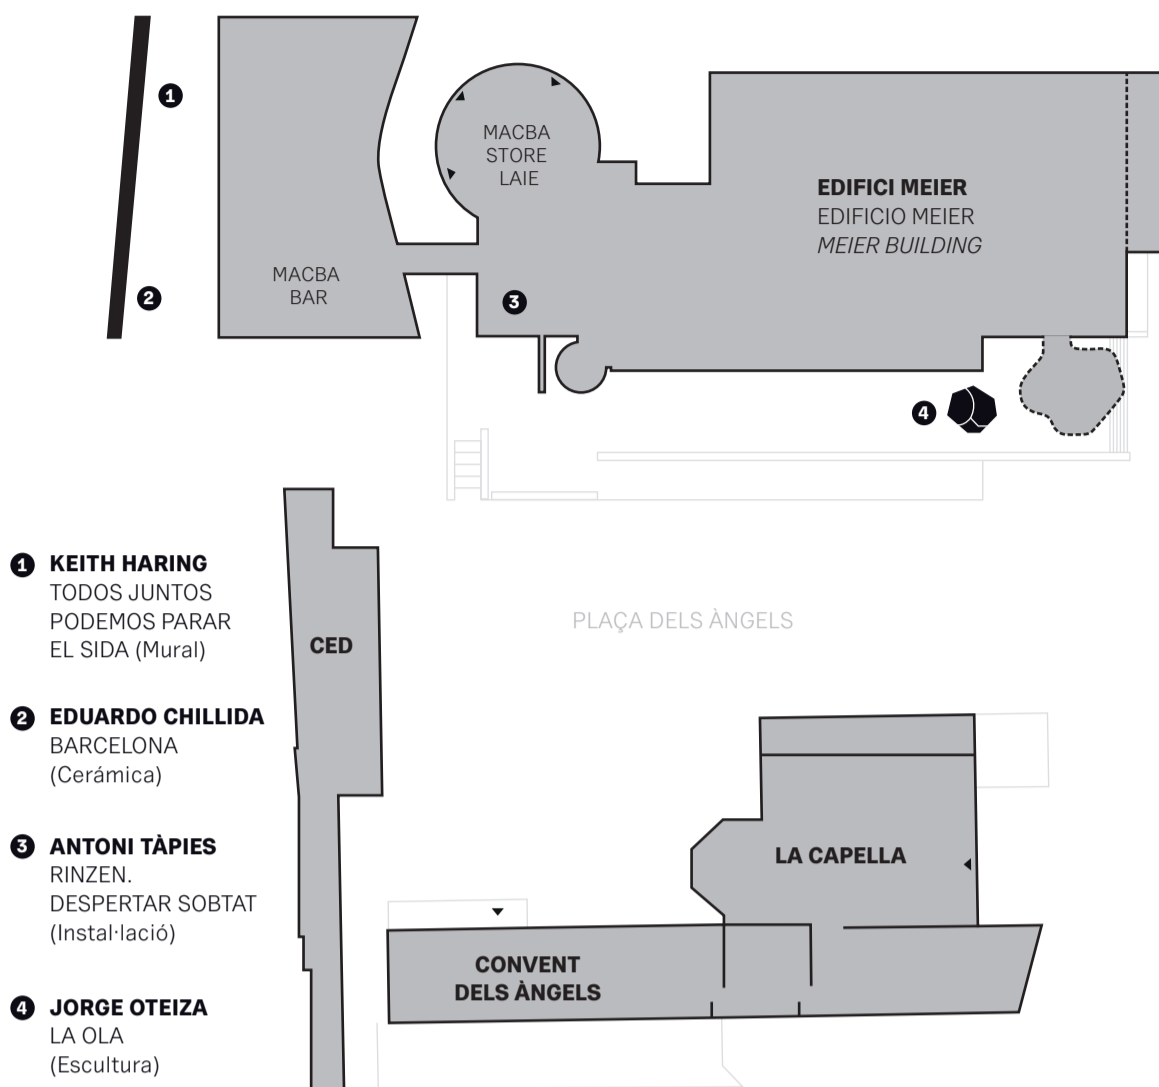 1
MACBA
STORE
LAIE
EDIFICI MEIER
EDIFICIO MEIER
MEIER BUILDING
MACBA
BAR
2
3
4
1 KEITH HARING
TODOS JUNTOS
PODEMOS PARAR
EL SIDA (Mural)
2 EDUARDO CHILLIDA
BARCELONA
(Cerámica)
3 ANTONI TÀPIES
RINZEN.
DESPERTAR SOBTAT
(Instal·lació)
4 JORGE OTEIZA
LA OLA
(Escultura)
CED
PLAÇA DELS ÀNGELS
LA CAPELLA
CONVENT
DELS ÀNGELS